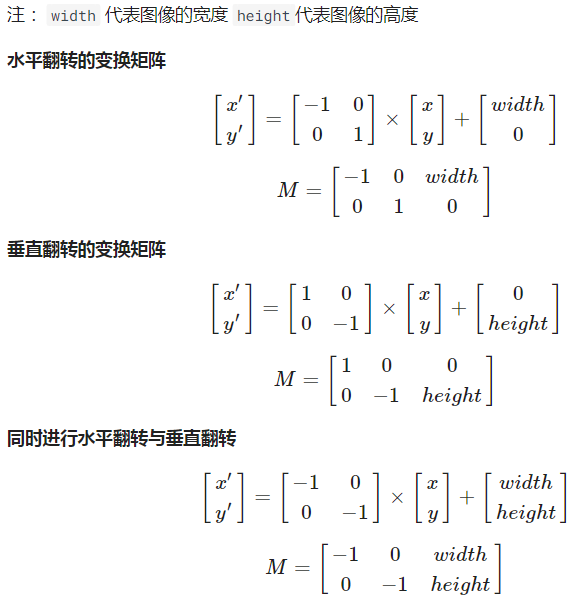 注： width 代表图像的宽度 height 代表图像的高度
水平翻转的变换矩阵
[x′ y′] = [−1 0; 0 1] × [x y] + [width 0]
M = [−1 0 width; 0 1 0]
垂直翻转的变换矩阵
[x′ y′] = [1 0; 0 −1] × [x y] + [0 height]
M = [1 0 0; 0 −1 height]
同时进行水平翻转与垂直翻转
[x′ y′] = [−1 0; 0 −1] × [x y] + [width height]
M = [−1 0 width; 0 −1 height]